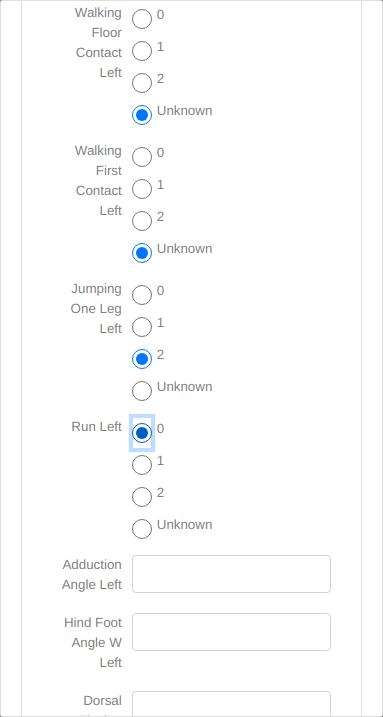 Walking
Floor
Contact
Left
0
1
2
Unknown
Walking
First
Contact
Left
0
1
2
Unknown
Jumping
One Leg
Left
0
1
2
Unknown
Run Left
0
1
2
Unknown
Adduction
Angle Left
Hind Foot
Angle W
Left
Dorsal